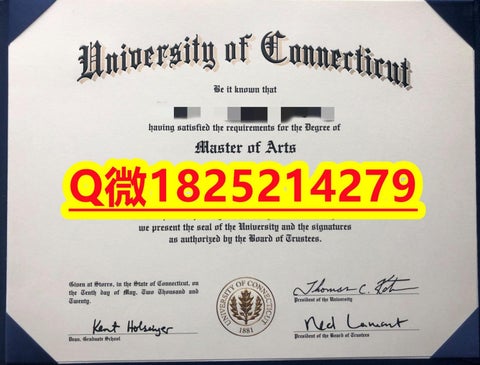 University of Connecticut
Be it known that
having satisfied the requirements for the Degree of
Master of Arts
Q微1825214279
we present the seal of the University and the signatures
as authorized by the Board of Trustees.
Given at Storrs, in the State of Connecticut, on
the Tenth day of May, Two Thousand and
Twenty.
Thomas C. Kat
President of the University
UNIVERSITY OF CONNECTICUT
1881
Kent Holsinger
Dean, Graduate School
Ned Lamont
President of the Board of Trustees